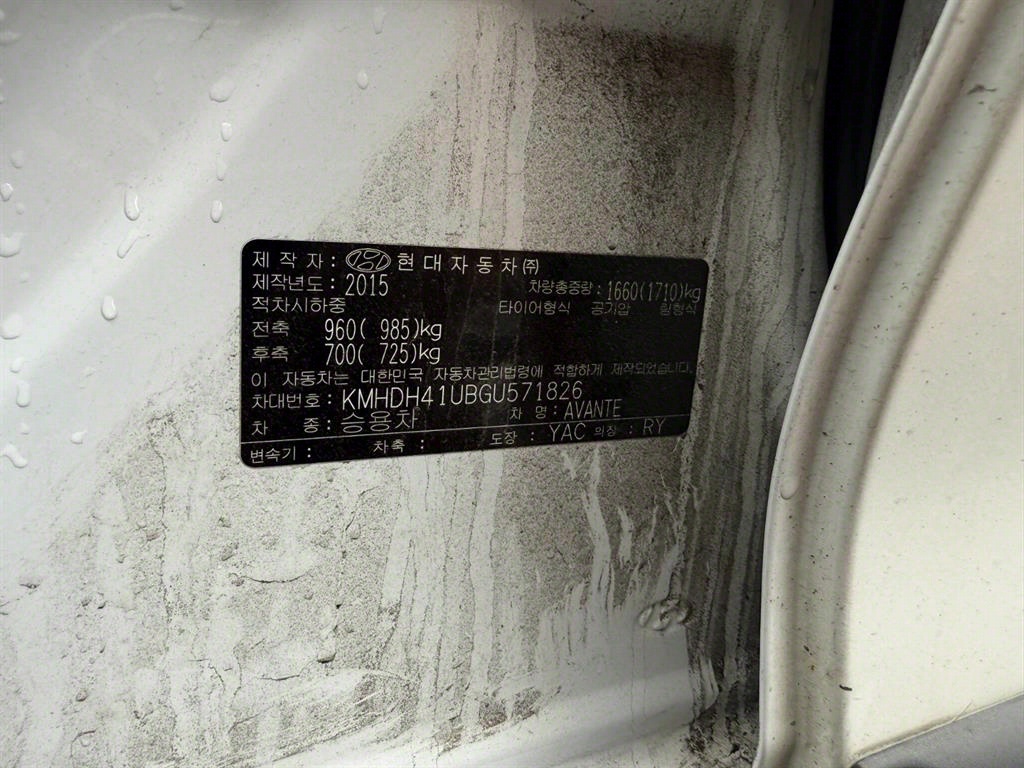 제 작 자 : 현대자동차㈜
제작년도 : 2015 차량총중량 : 1660(1710)kg
적차시하중 타이어형식 공기압 림형식
전축 960( 985)kg
후축 700( 725)kg
이 자동차는 대한민국 자동차관리법령에 적합하게 제작되었음
차대번호 : KMHDH41UBGU571826
차 종 : 승용차 차 명 : AVANTE
변속기 : 차축 : 도장 : YAC 의장 : RY